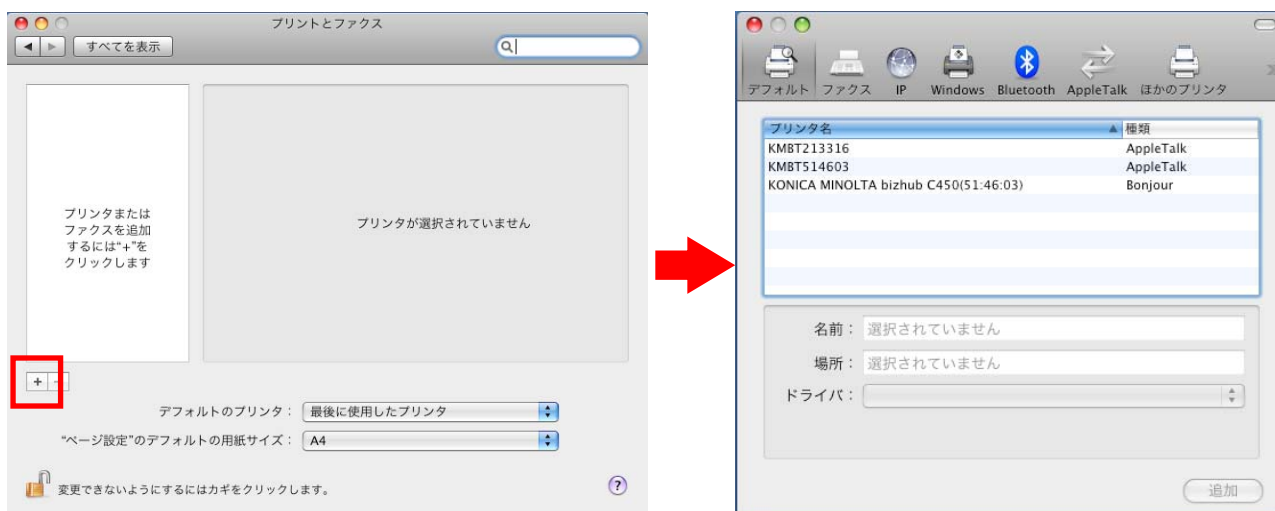 プリントとファクス
すべてを表示
プリンタまたは
ファクスを追加
するには“+”を
クリックします
プリンタが選択されていません
+ -
デフォルトのプリンタ： 最後に使用したプリンタ
“ページ設定”のデフォルトの用紙サイズ： A4
変更できないようにするにはカギをクリックします。
?
デフォルト ファクス IP Windows Bluetooth AppleTalk ほかのプリンタ
プリンタ名 種類
KMBT213316 AppleTalk
KMBT514603 AppleTalk
KONICA MINOLTA bizhub C450(51:46:03) Bonjour
名前： 選択されていません
場所： 選択されていません
ドライバ：
追加